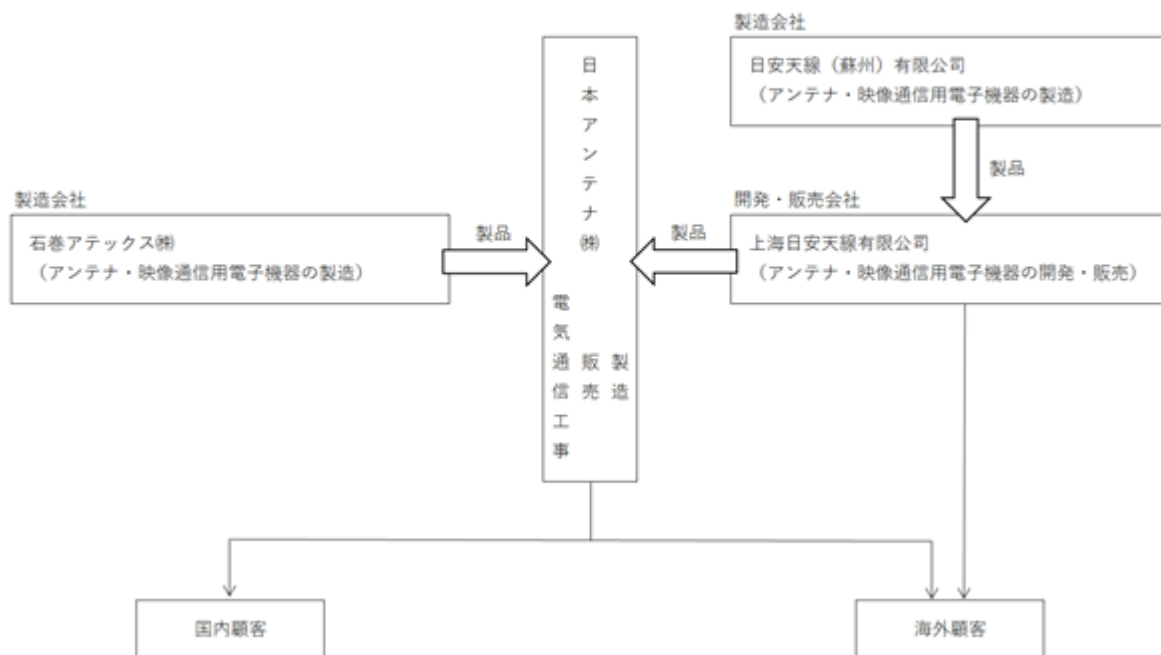 製造会社
日安天線（蘇州）有限公司
（アンテナ・映像通信用電子機器の製造）
製品
日本アンテナ㈱
製造
販売
電気通信工事
製造会社
石巻アテックス㈱
（アンテナ・映像通信用電子機器の製造）
製品
製品
開発・販売会社
上海日安天線有限公司
（アンテナ・映像通信用電子機器の開発・販売）
国内顧客
海外顧客